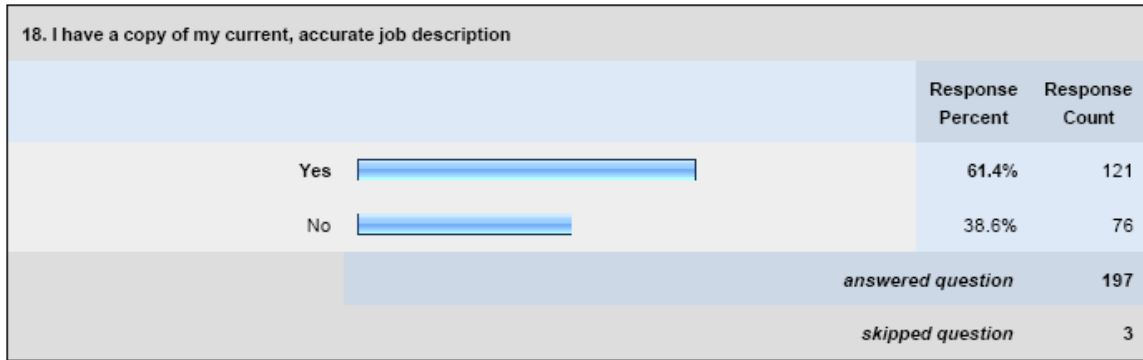 18. I have a copy of my current, accurate job description
Response Percent
Response Count
Yes 61.4% 121
No 38.6% 76
answered question 197
skipped question 3